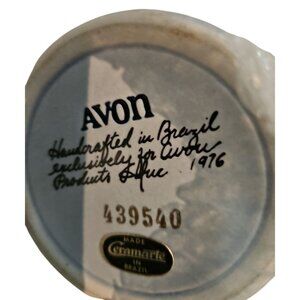 AVON
Handcrafted in Brazil
exclusively for Avon
Products Inc 1976
439540
MADE
Ceramarte
IN
BRAZIL